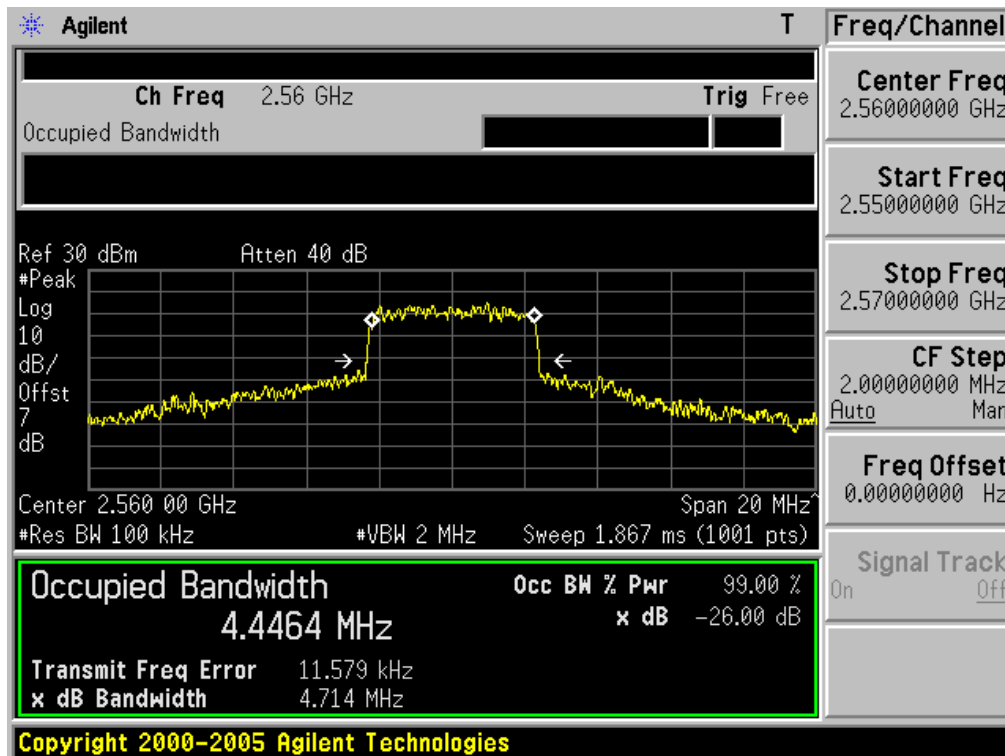 Agilent T
Freq/Channel
Ch Freq 2.56 GHz Trig Free
Occupied Bandwidth
Center Freq
2.56000000 GHz
Start Freq
2.55000000 GHz
Stop Freq
2.57000000 GHz
CF Step
2.00000000 MHz
Auto Man
Freq Offset
0.00000000 Hz
Signal Track
On Off
Ref 30 dBm Atten 40 dB
#Peak
Log
10
dB/
Offst
7
dB
Center 2.560 00 GHz Span 20 MHz^
#Res BW 100 kHz #VBW 2 MHz Sweep 1.867 ms (1001 pts)
Occupied Bandwidth
4.4464 MHz
Occ BW % Pwr 99.00 %
x dB -26.00 dB
Transmit Freq Error 11.579 kHz
x dB Bandwidth 4.714 MHz
Copyright 2000-2005 Agilent Technologies